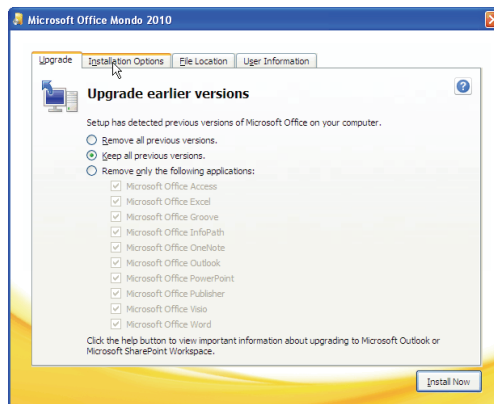 Microsoft Office Mondo 2010
Upgrade Installation Options File Location User Information
Upgrade earlier versions
Setup has detected previous versions of Microsoft Office on your computer.
Remove all previous versions.
Keep all previous versions.
Remove only the following applications:
Microsoft Office Access
Microsoft Office Excel
Microsoft Office Groove
Microsoft Office InfoPath
Microsoft Office OneNote
Microsoft Office Outlook
Microsoft Office PowerPoint
Microsoft Office Publisher
Microsoft Office Visio
Microsoft Office Word
Click the help button to view important information about upgrading to Microsoft Outlook or
Microsoft SharePoint Workspace.
Install Now